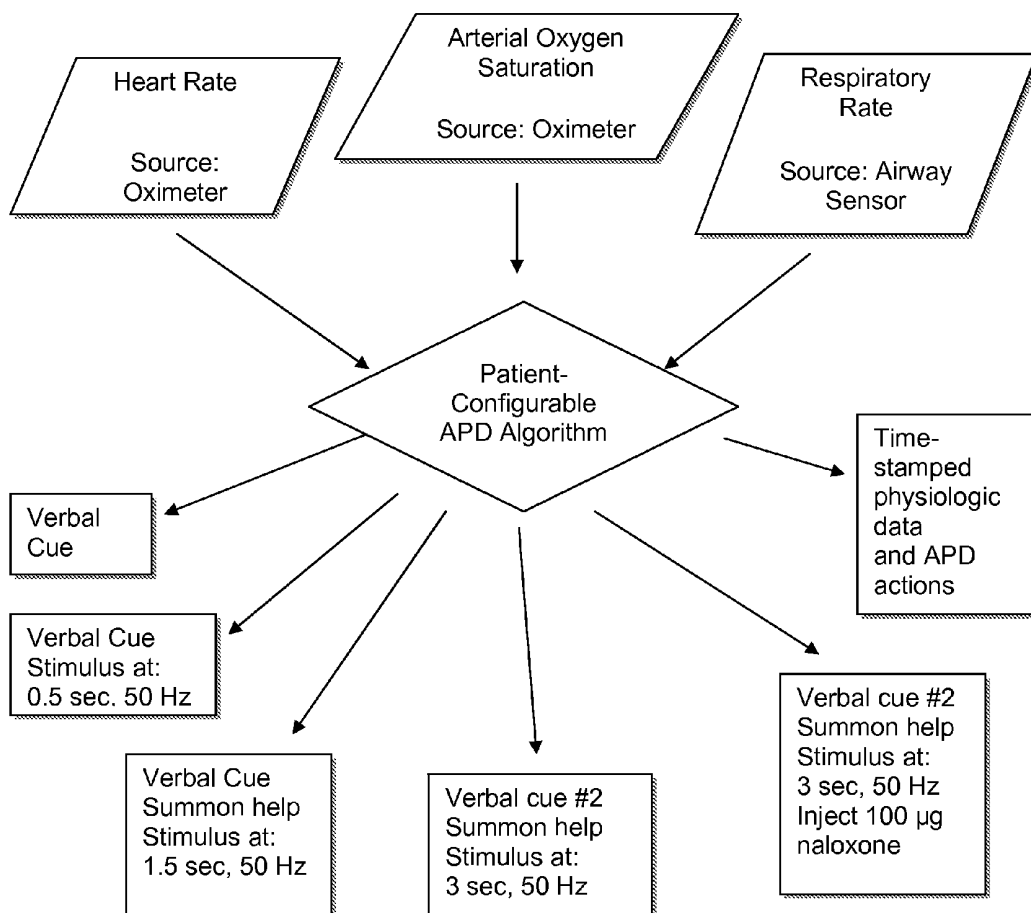 Heart Rate
Source:
Oximeter
Arterial Oxygen
Saturation
Source: Oximeter
Respiratory
Rate
Source: Airway
Sensor
Patient-
Configurable
APD Algorithm
Verbal
Cue
Verbal Cue
Stimulus at:
0.5 sec. 50 Hz
Verbal Cue
Summon help
Stimulus at:
1.5 sec, 50 Hz
Verbal cue #2
Summon help
Stimulus at:
3 sec, 50 Hz
Verbal cue #2
Summon help
Stimulus at:
3 sec, 50 Hz
Inject 100 µg
naloxone
Time-
stamped
physiologic
data
and APD
actions